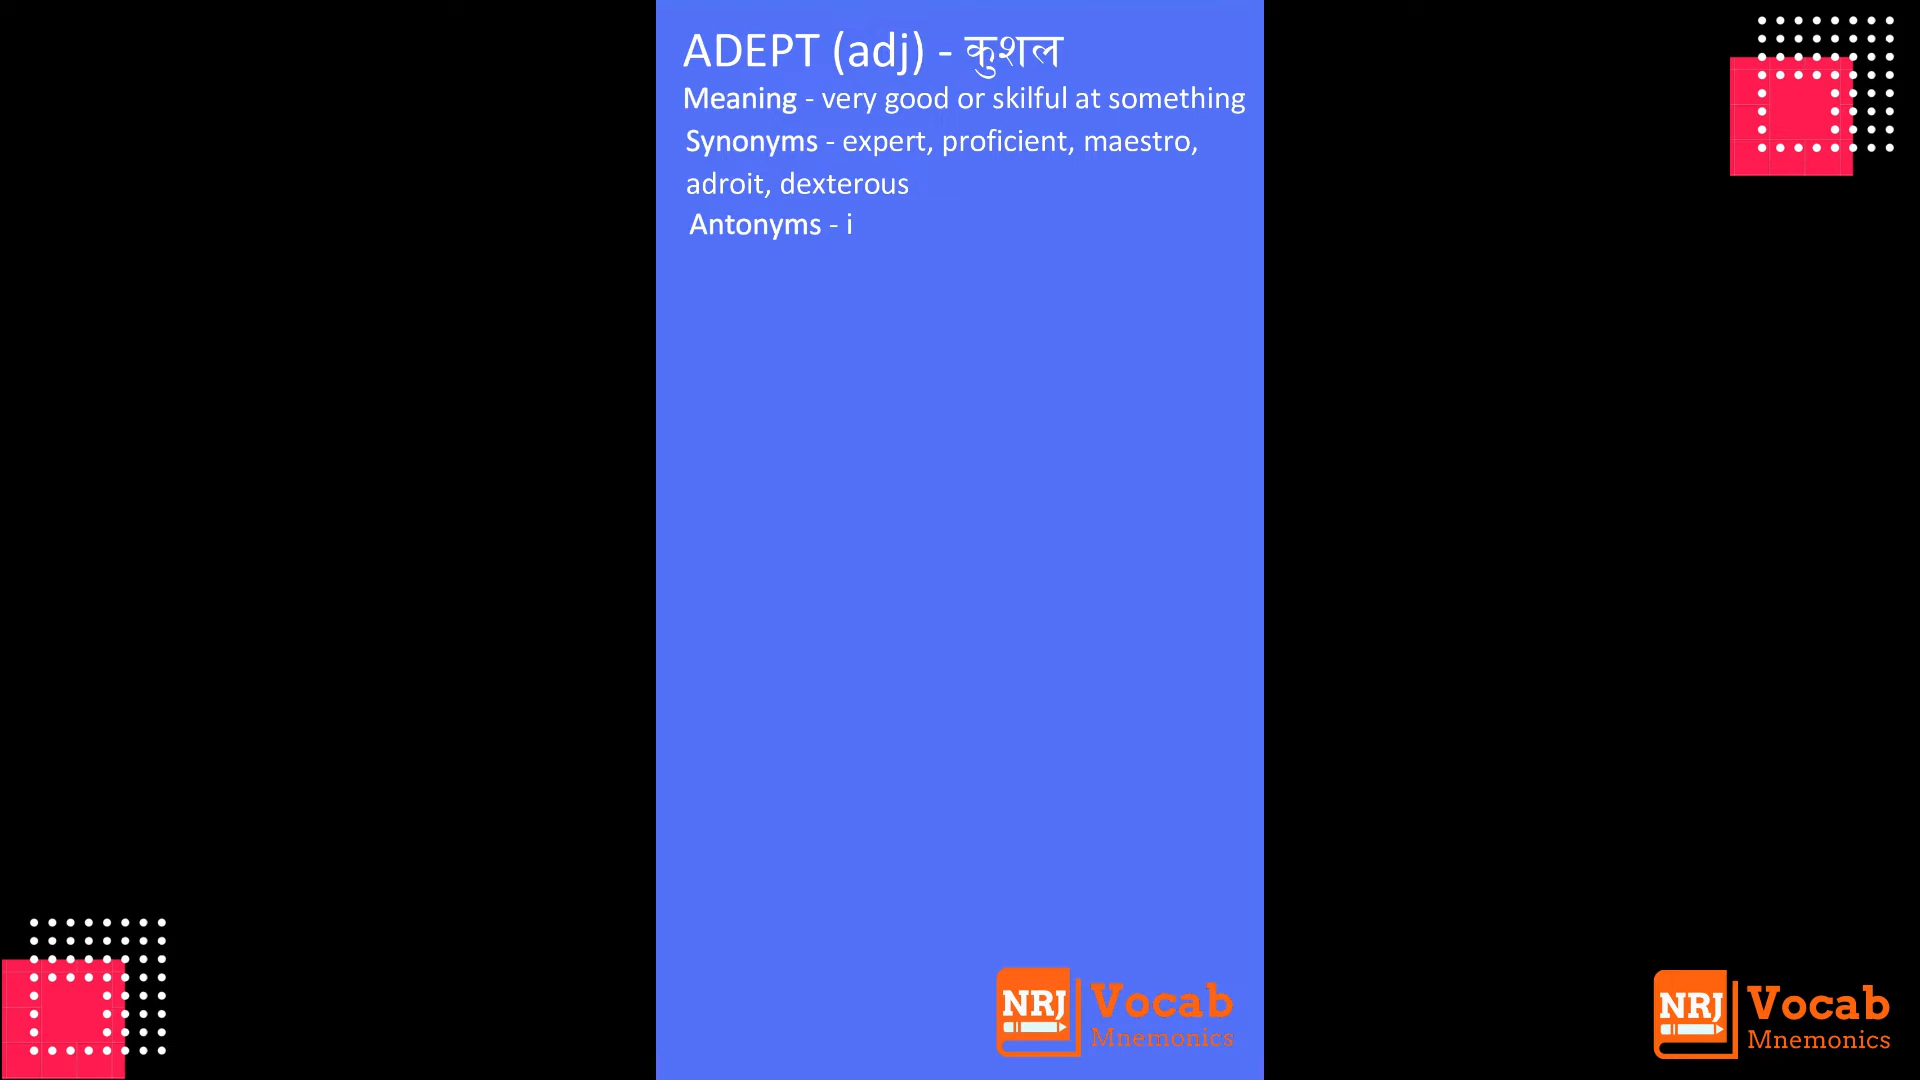 ADEPT (adj) - कुशल
Meaning - very good or skilful at something
Synonyms - expert, proficient, maestro,
adroit, dexterous
Antonyms - i
NRJ Vocab
Mnemonics
NRJ Vocab
Mnemonics